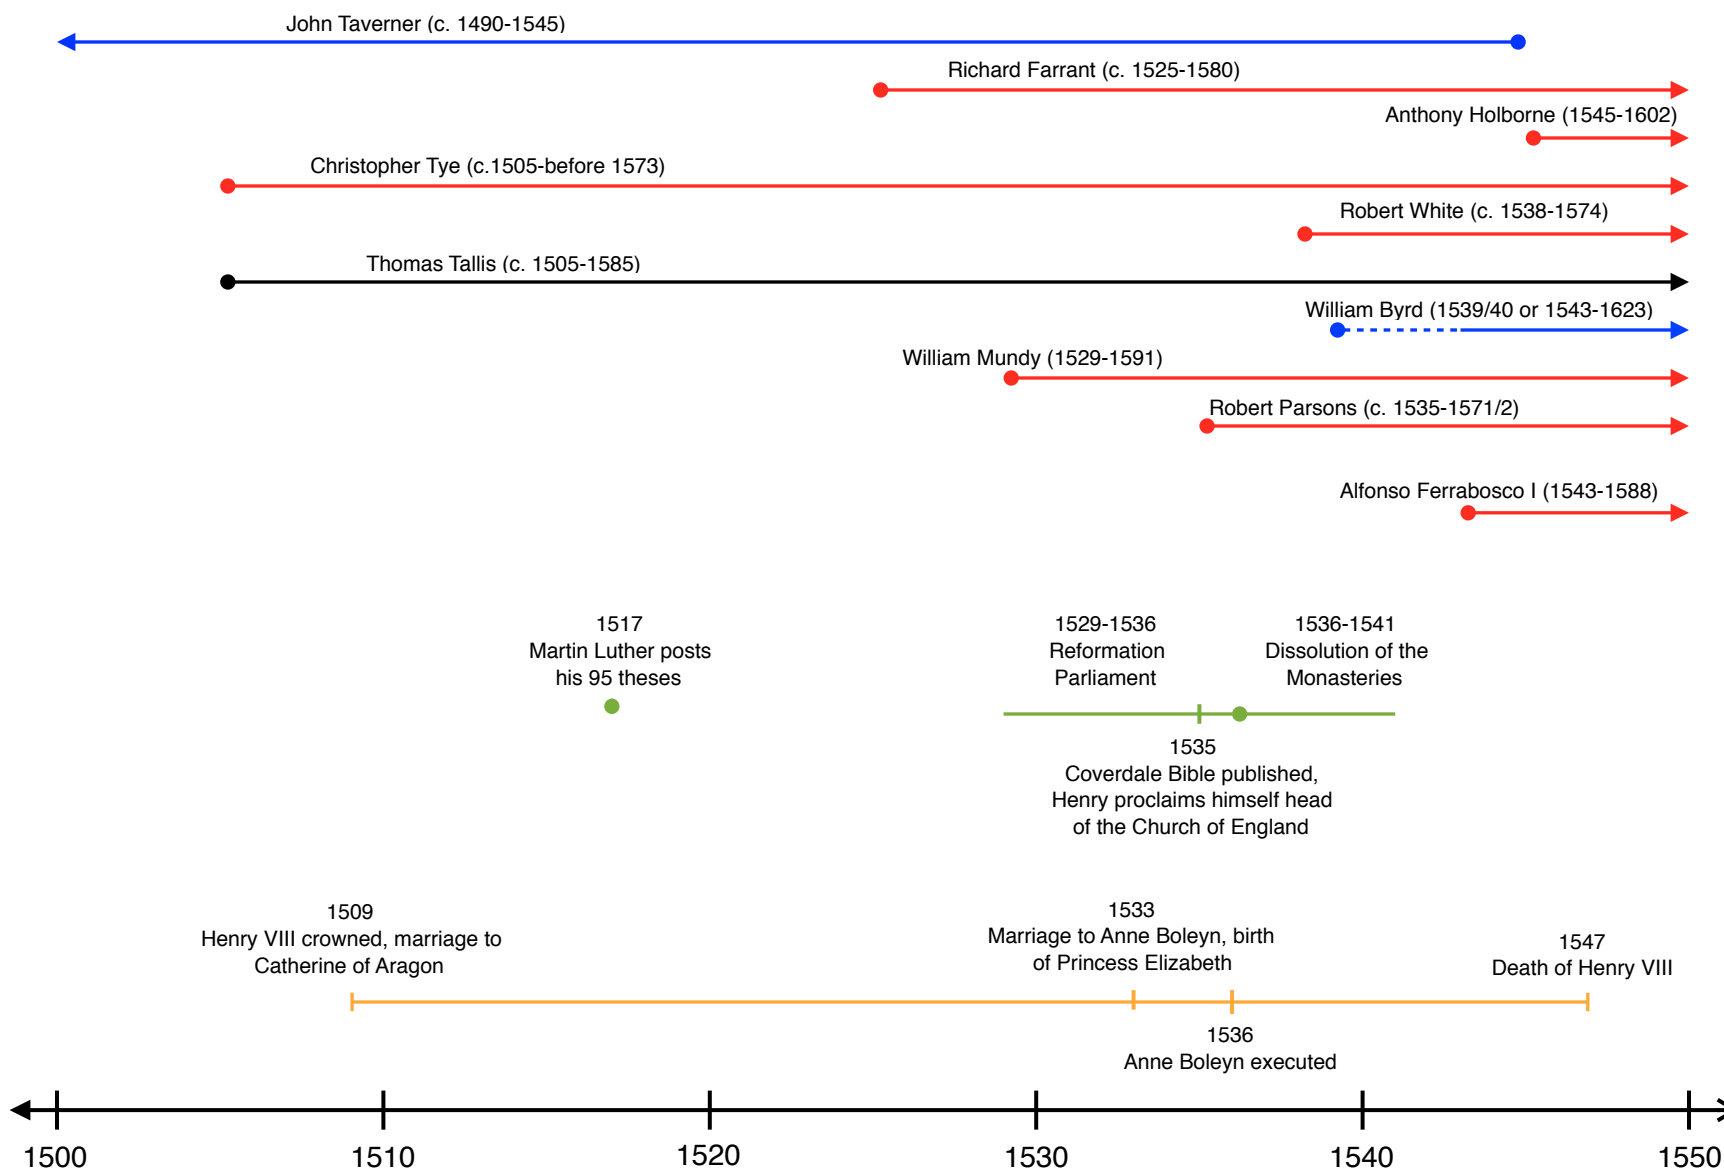 John Taverner (c. 1490-1545)
Richard Farrant (c. 1525-1580)
Anthony Holborne (1545-1602)
Christopher Tye (c.1505-before 1573)
Robert White (c. 1538-1574)
Thomas Tallis (c. 1505-1585)
William Byrd (1539/40 or 1543-1623)
William Mundy (1529-1591)
Robert Parsons (c. 1535-1571/2)
Alfonso Ferrabosco I (1543-1588)
1517
Martin Luther posts
his 95 theses
1529-1536
Reformation
Parliament
1536-1541
Dissolution of the
Monasteries
1535
Coverdale Bible published,
Henry proclaims himself head
of the Church of England
1509
Henry VIII crowned, marriage to
Catherine of Aragon
1533
Marriage to Anne Boleyn, birth
of Princess Elizabeth
1547
Death of Henry VIII
1536
Anne Boleyn executed
1500
1510
1520
1530
1540
1550